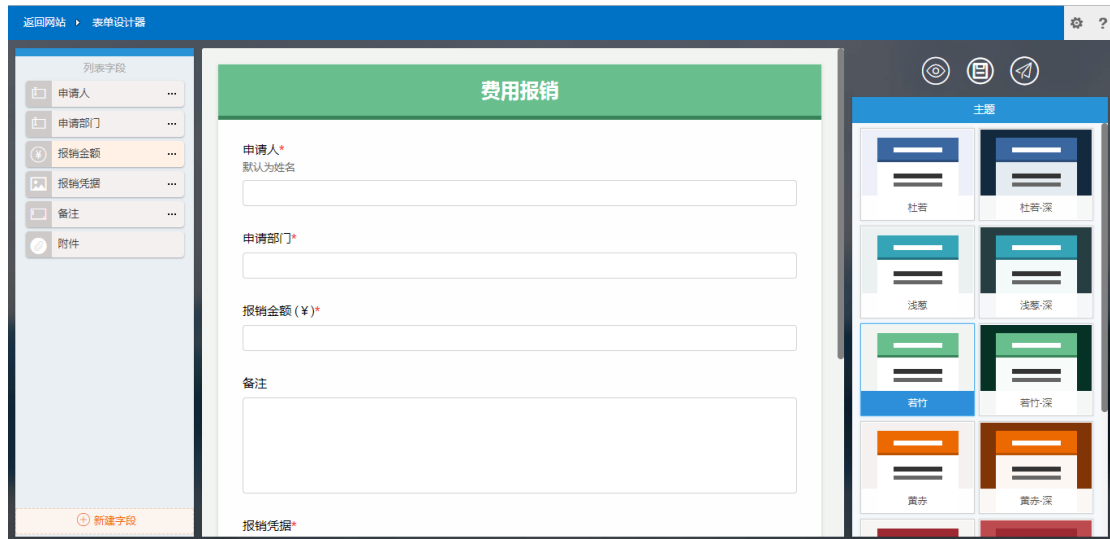 返回网站 ▸ 表单设计器
?
列表字段
申请人 ...
申请部门 ...
¥ 报销金额 ...
报销凭据 ...
备注 ...
附件
新建字段
费用报销
申请人*
默认为姓名
申请部门*
报销金额 (¥)*
备注
报销凭据*
主题
杜若
杜若-深
浅葱
浅葱-深
若竹
若竹-深
黄赤
黄赤-深